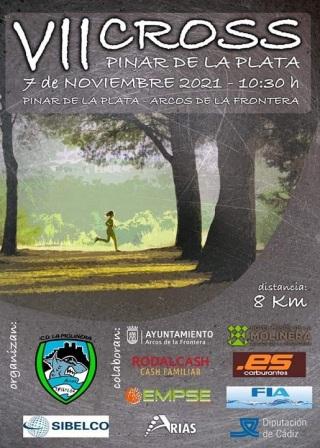 VII CROSS
PINAR DE LA PLATA
7 de NOVIEMBRE 2021 - 10:30 h
PINAR DE LA PLATA - ARCOS DE LA FRONTERA
distancia:
8 Km
organizan:
C.D. LA MOLINERA
colaboran:
AYUNTAMIENTO
Arcos de la Frontera
MOLINERA
RODALCASH
CASH FAMILIAR
.es
carburantes
EMPSE
FIA
SIBELCO
ARIAS
Diputación
de Cádiz